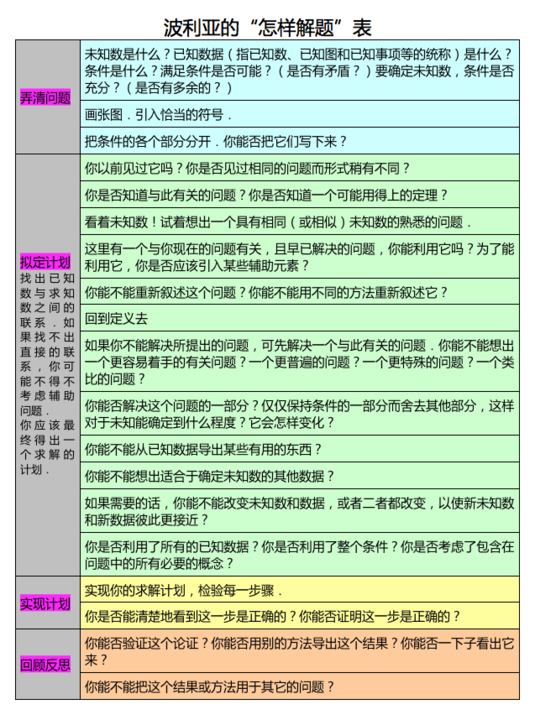 波利亚的“怎样解题”表
弄清问题
未知数是什么？已知数据（指已知数、已知图和已知事项等的统称）是什么？
条件是什么？满足条件是否可能？（是否有矛盾？）要确定未知数，条件是否
充分？（是否有多余的？）
画张图．引入恰当的符号．
把条件的各个部分分开．你能否把它们写下来？
拟定计划
找出已知
数与求知
数之间的
联系．如
果找不出
直接的联
系，你可
能不得不
考虑辅助
问题．
你应该最
终得出一
个求解的
计划．
你以前见过它吗？你是否见过相同的问题而形式稍有不同？
你是否知道与此有关的问题？你是否知道一个可能用得上的定理？
看着未知数！试着想出一个具有相同（或相似）未知数的熟悉的问题．
这里有一个与你现在的问题有关，且早已解决的问题，你能利用它吗？为了能
利用它，你是否应该引入某些辅助元素？
你能不能重新叙述这个问题？你能不能用不同的方法重新叙述它？
回到定义去
如果你不能解决所提出的问题，可先解决一个与此有关的问题．你能不能想出
一个更容易着手的有关问题？一个更普遍的问题？一个更特殊的问题？一个类
比的问题？
你能否解决这个问题的一部分？仅仅保持条件的一部分而舍去其他部分，这样
对于未知能确定到什么程度？它会怎样变化？
你能不能从已知数据导出某些有用的东西？
你能不能想出适合于确定未知数的其他数据？
如果需要的话，你能不能改变未知数和数据，或者二者都改变，以使新未知数
和新数据彼此更接近？
你是否利用了所有的已知数据？你是否利用了整个条件？你是否考虑了包含在
问题中的所有必要的概念？
实现计划
实现你的求解计划，检验每一步骤．
你是否能清楚地看到这一步是正确的？你能否证明这一步是正确的？
回顾反思
你能否验证这个论证？你能否用别的方法导出这个结果？你能否一下子看出它
来？
你能不能把这个结果或方法用于其它的问题？